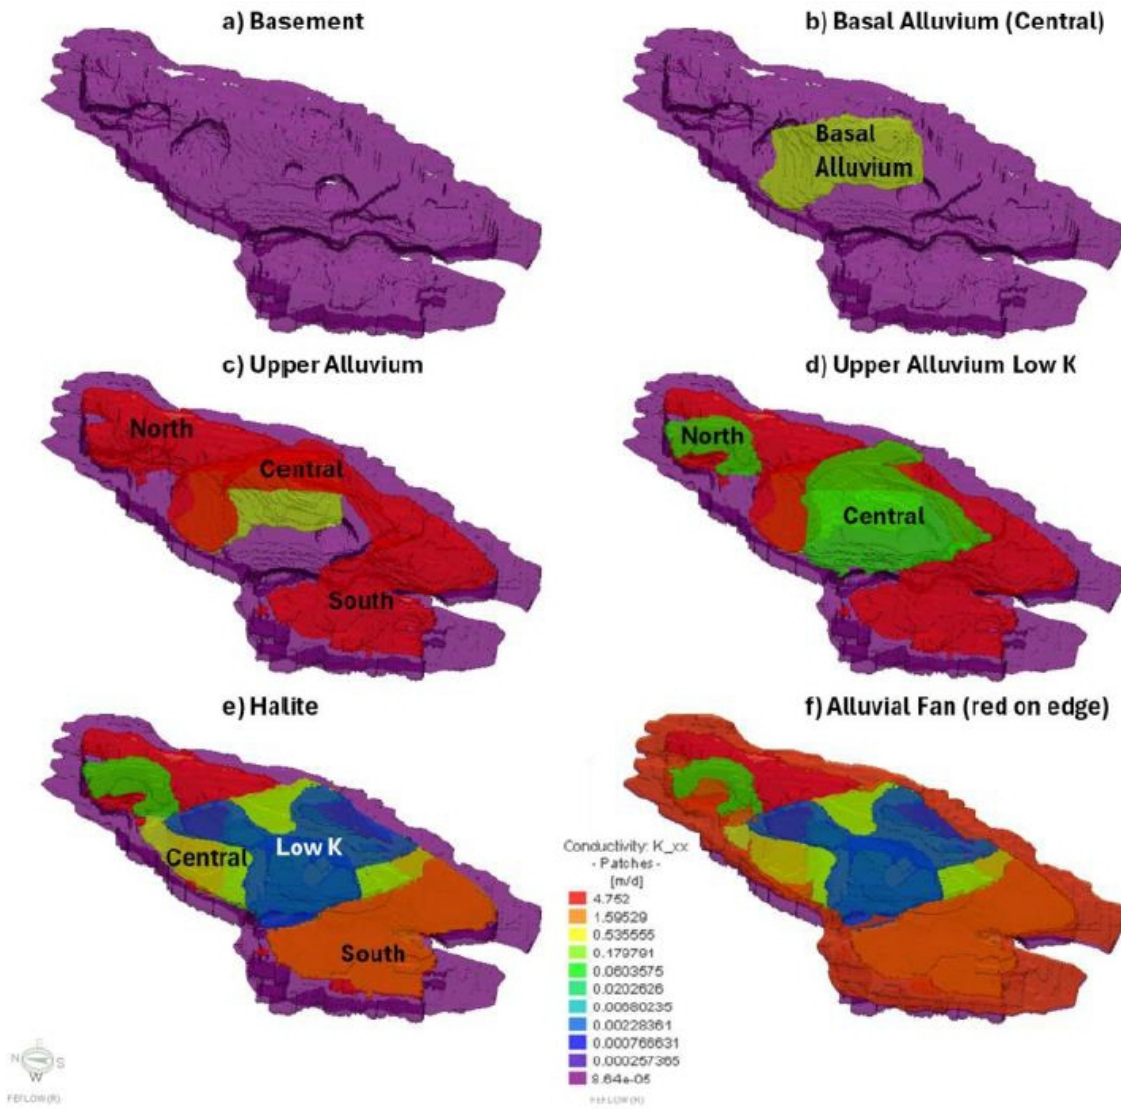 a) Basement
b) Basal Alluvium (Central)
Basal
Alluvium
c) Upper Alluvium
North
Central
South
d) Upper Alluvium Low K
North
Central
e) Halite
Central
Low K
South
f) Alluvial Fan (red on edge)
Conductivity: K_xx
- Patches -
[m/d]
4.752
1.59529
0.535555
0.179791
0.0603575
0.0202626
0.00680235
0.00228361
0.000766631
0.000257365
8.64e-05
N
S
W
FEFLOW (R)
FEFLOW (R)